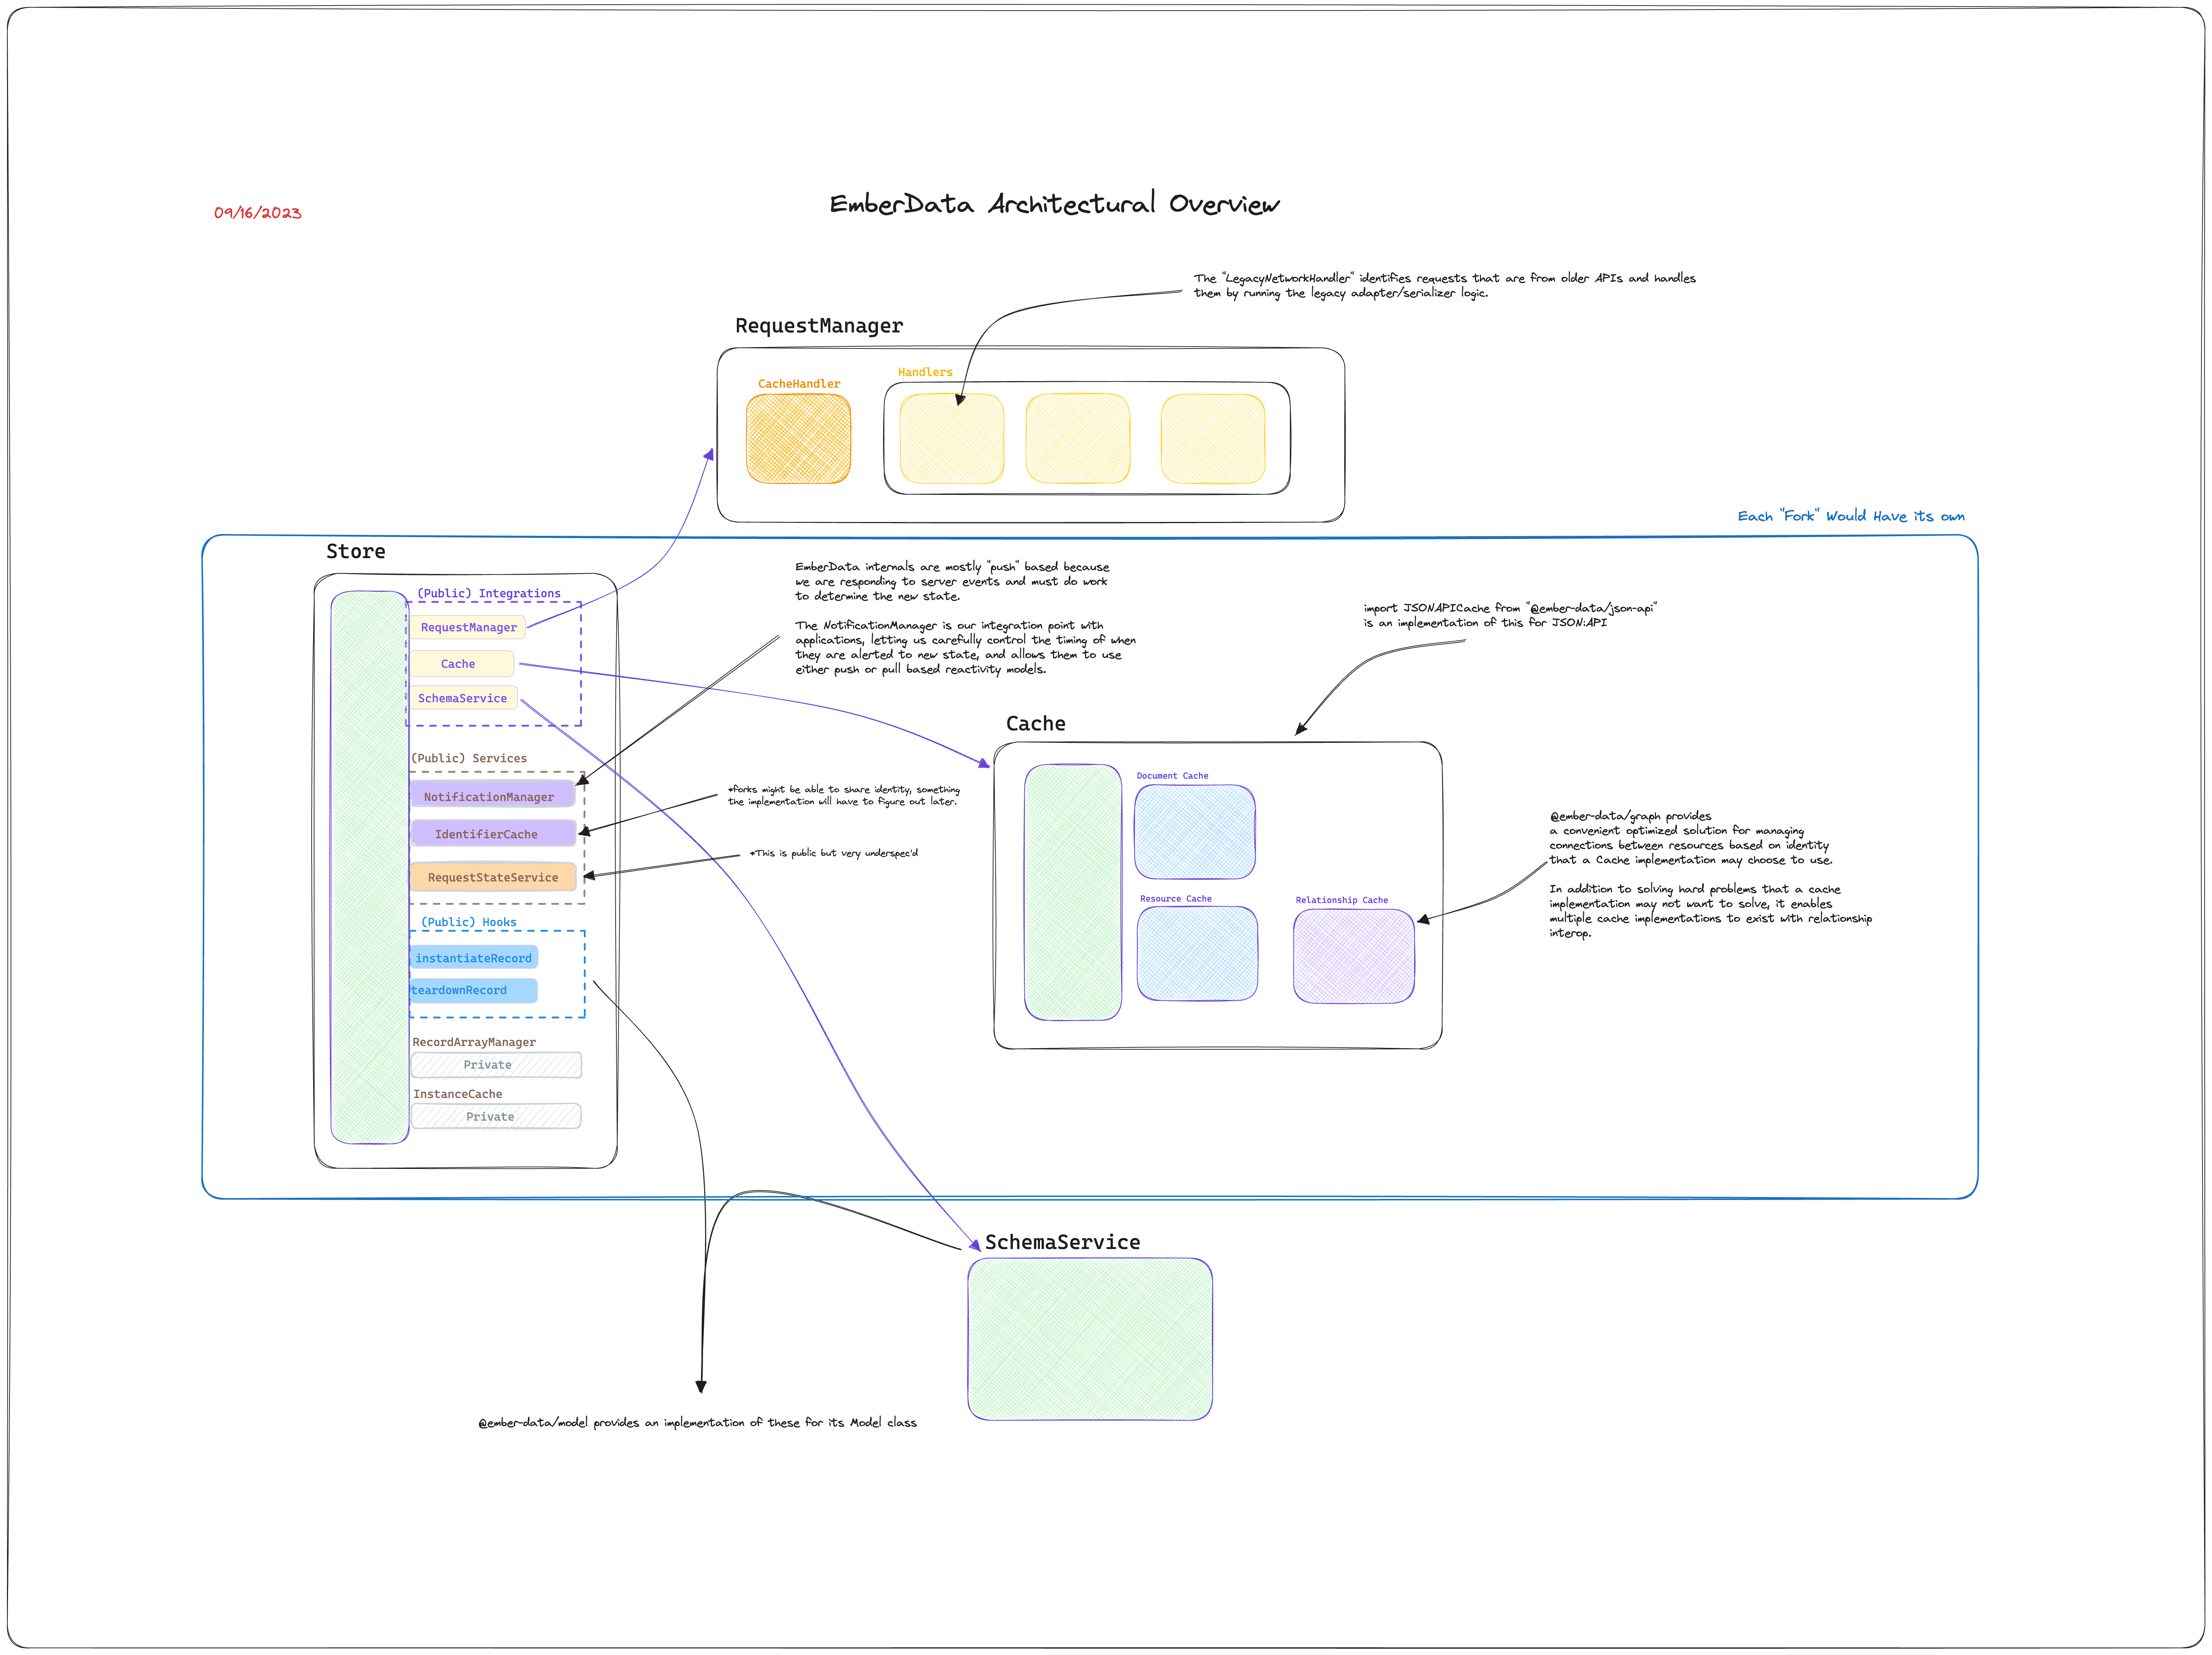 09/16/2023
EmberData Architectural Overview
The "LegacyNetworkHandler" identifies requests that are from older APIs and handles
them by running the legacy adapter/serializer logic.
RequestManager
CacheHandler
Handlers
Each "Fork" Would Have its own
Store
(Public) Integrations
RequestManager
Cache
SchemaService
(Public) Services
NotificationManager
IdentifierCache
RequestStateService
(Public) Hooks
instantiateRecord
teardownRecord
RecordArrayManager
Private
InstanceCache
Private
EmberData internals are mostly "push" based because
we are responding to server events and must do work
to determine the new state.
The NotificationManager is our integration point with
applications, letting us carefully control the timing of when
they are alerted to new state, and allows them to use
either push or pull based reactivity models.
*forks might be able to share identity, something
the implementation will have to figure out later.
*This is public but very underspec'd
import JSONAPICache from "@ember-data/json-api"
is an implementation of this for JSON:API
Cache
Document Cache
Resource Cache
Relationship Cache
@ember-data/graph provides
a convenient optimized solution for managing
connections between resources based on identity
that a Cache implementation may choose to use.
In addition to solving hard problems that a cache
implementation may not want to solve, it enables
multiple cache implementations to exist with relationship
interop.
SchemaService
@ember-data/model provides an implementation of these for its Model class